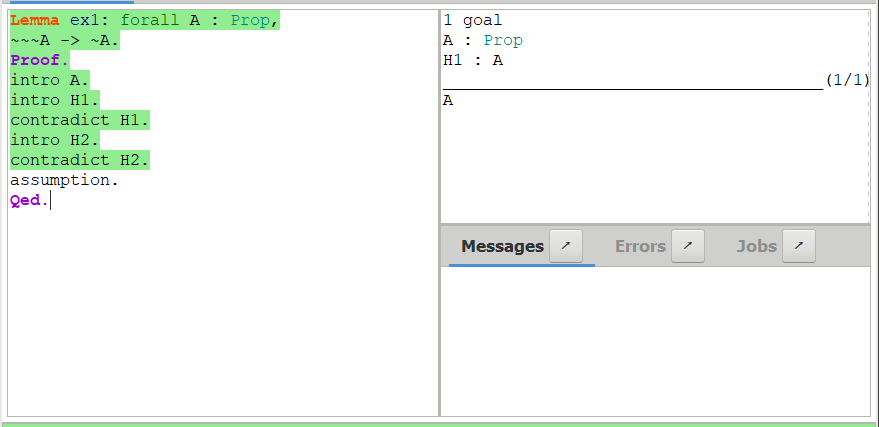 Lemma ex1: forall A : Prop,
~~~A -> ~A.
Proof.
intro A.
intro H1.
contradict H1.
intro H2.
contradict H2.
assumption.
Qed.
1 goal
A : Prop
H1 : A
(1/1)
A
Messages
Errors
Jobs